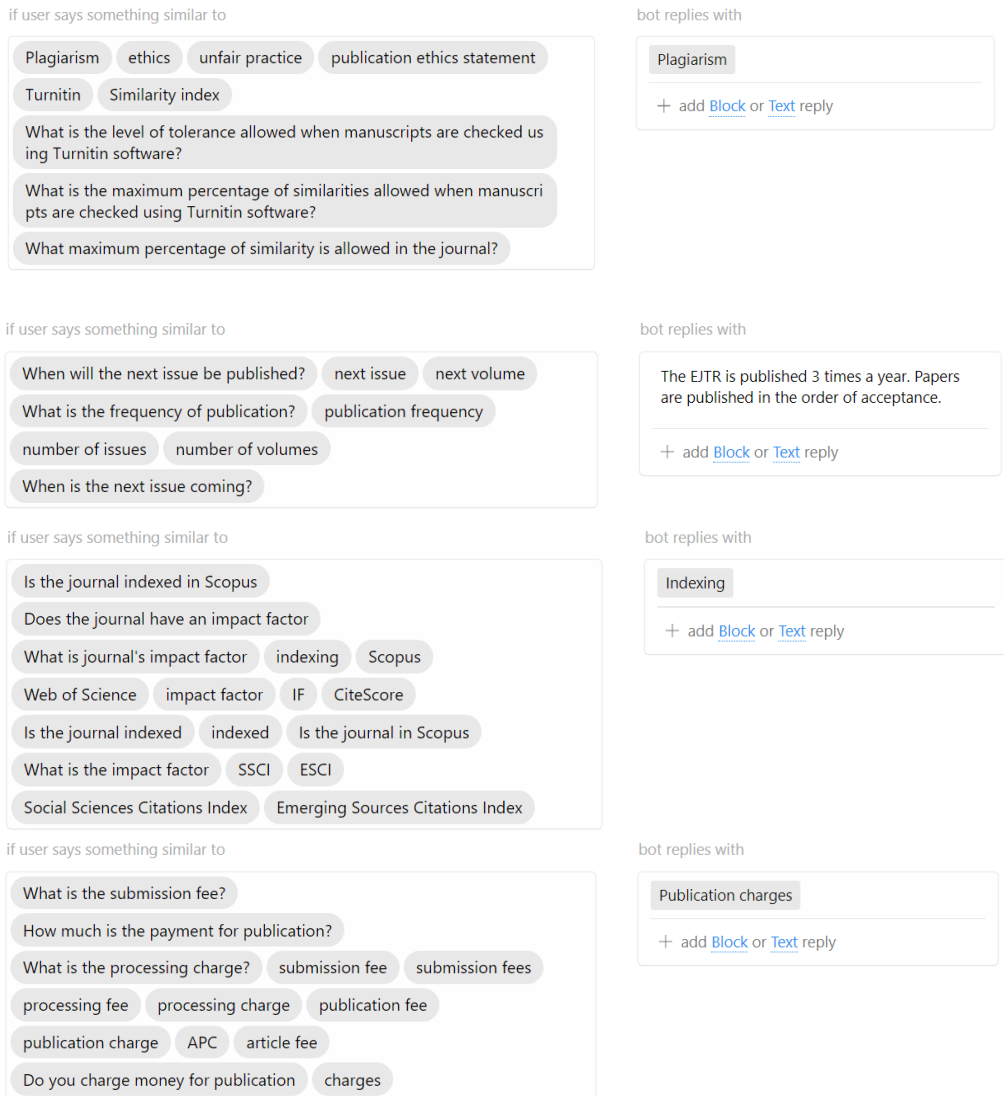 if user says something similar to
bot replies with
Plagiarism ethics unfair practice publication ethics statement
Turnitin Similarity index
What is the level of tolerance allowed when manuscripts are checked us
ing Turnitin software?
What is the maximum percentage of similarities allowed when manuscri
pts are checked using Turnitin software?
What maximum percentage of similarity is allowed in the journal?
Plagiarism
+ add Block or Text reply
if user says something similar to
bot replies with
When will the next issue be published? next issue next volume
What is the frequency of publication? publication frequency
number of issues number of volumes
When is the next issue coming?
The EJTR is published 3 times a year. Papers
are published in the order of acceptance.
+ add Block or Text reply
if user says something similar to
bot replies with
Is the journal indexed in Scopus
Does the journal have an impact factor
What is journal's impact factor indexing Scopus
Web of Science impact factor IF CiteScore
Is the journal indexed indexed Is the journal in Scopus
What is the impact factor SSCI ESCI
Social Sciences Citations Index Emerging Sources Citations Index
Indexing
+ add Block or Text reply
if user says something similar to
bot replies with
What is the submission fee?
How much is the payment for publication?
What is the processing charge? submission fee submission fees
processing fee processing charge publication fee
publication charge APC article fee
Do you charge money for publication charges
Publication charges
+ add Block or Text reply